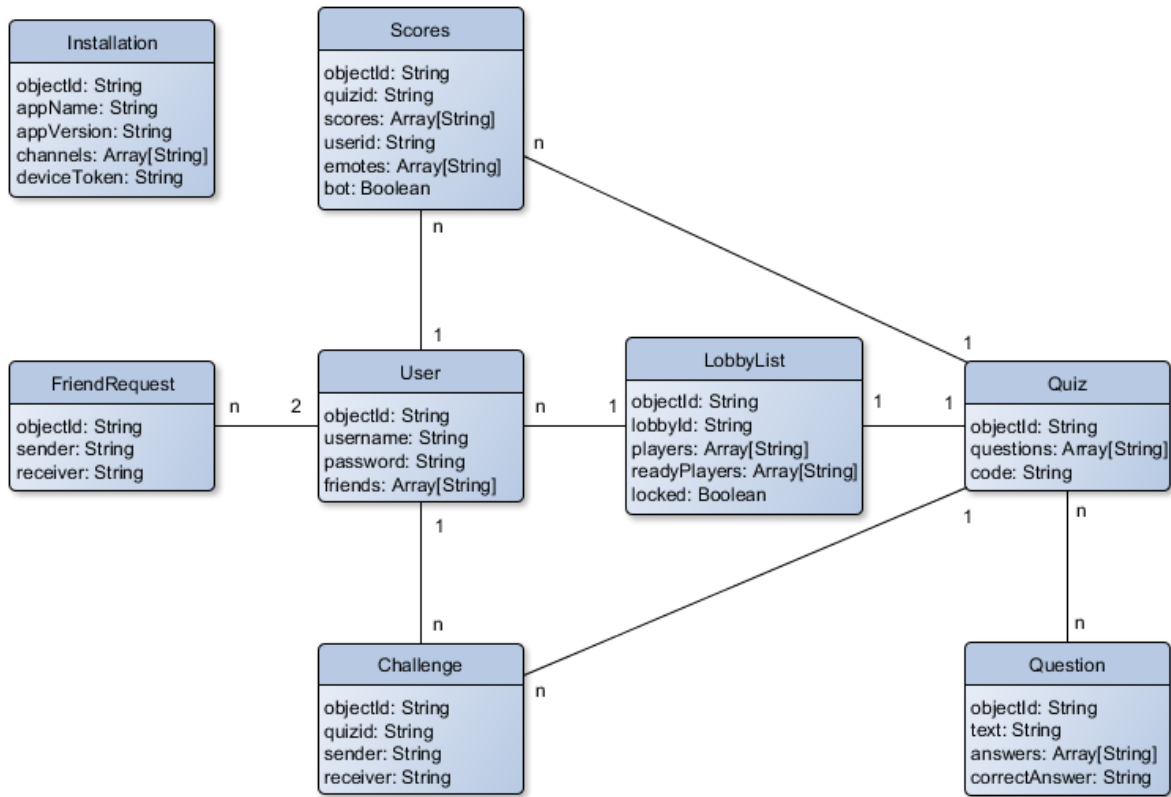 Installation
objectId: String
appName: String
appVersion: String
channels: Array[String]
deviceToken: String
Scores
objectId: String
quizid: String
scores: Array[String]
userid: String
emotes: Array[String]
bot: Boolean
n
n
1
1
FriendRequest
objectId: String
sender: String
receiver: String
n
2
User
objectId: String
username: String
password: String
friends: Array[String]
n
1
LobbyList
objectId: String
lobbyId: String
players: Array[String]
readyPlayers: Array[String]
locked: Boolean
1
1
Quiz
objectId: String
questions: Array[String]
code: String
1
1
n
n
n
n
Challenge
objectId: String
quizid: String
sender: String
receiver: String
Question
objectId: String
text: String
answers: Array[String]
correctAnswer: String